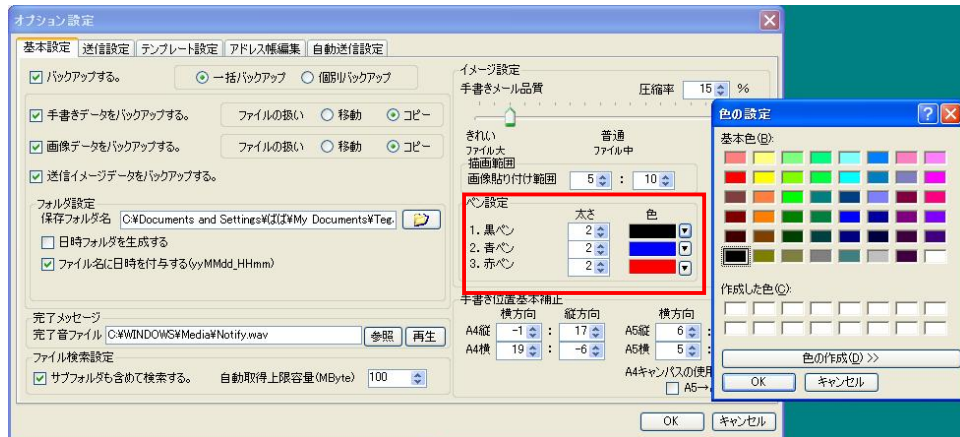 オプション設定
基本設定 送信設定 テンプレート設定 アドレス帳編集 自動送信設定
バックアップする。 一括バックアップ 個別バックアップ
手書きデータをバックアップする。 ファイルの扱い 移動 コピー
画像データをバックアップする。 ファイルの扱い 移動 コピー
送信イメージデータをバックアップする。
フォルダ設定
保存フォルダ名 C:¥Documents and Settings¥ばば¥My Documents¥Teg
日時フォルダを生成する
ファイル名に日時を付与する(yyMMdd_HHmm)
完了メッセージ
完了音ファイル C:¥WINDOWS¥Media¥Notify.wav 参照 再生
ファイル検索設定
サブフォルダも含めて検索する。 自動取得上限容量(MByte) 100
イメージ設定
手書きメール品質 圧縮率 15 %
きれい 普通
ファイル大 ファイル中
描画範囲
画像貼り付け範囲 5 : 10
ペン設定
太さ 色
1. 黒ペン 2
2. 青ペン 2
3. 赤ペン 2
手書き位置基本補正
横方向 縦方向 横方向
A4縦 -1 : 17 A5縦 6 :
A4横 19 : -6 A5横 5 :
A4キャンパスの使用
A5→
OK キャンセル
色の設定
基本色(B):
作成した色(C):
色の作成(D) >>
OK キャンセル